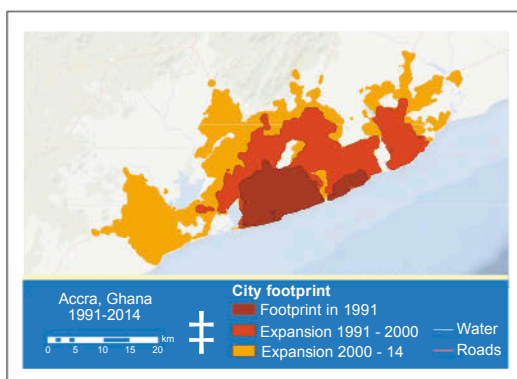 Accra, Ghana
1991-2014
km
0 5 10 20
City footprint
Footprint in 1991
Expansion 1991 - 2000
Expansion 2000 - 14
Water
Roads